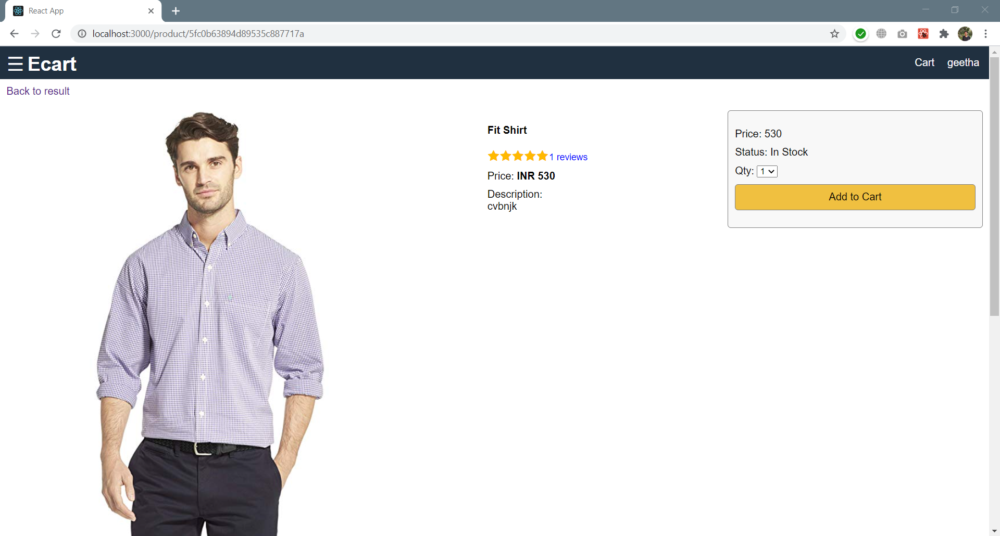 React App
localhost:3000/product/5fc0b63894d89535c887717a
Ecart
Cart geetha
Back to result
Fit Shirt
1 reviews
Price: INR 530
Description:
cvbnjk
Price: 530
Status: In Stock
Qty: 1
Add to Cart